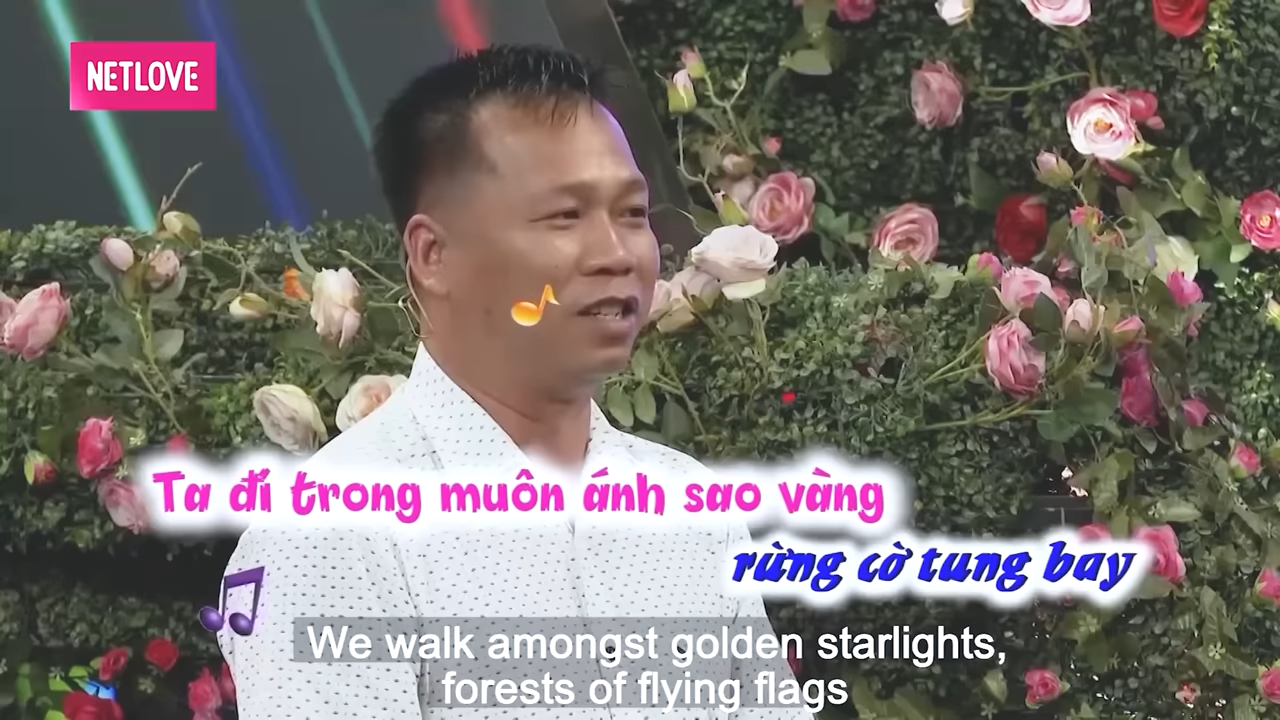 NETLOVE
Ta đi trong muôn ánh sao vàng
rừng cờ tung bay
We walk amongst golden starlights,
forests of flying flags